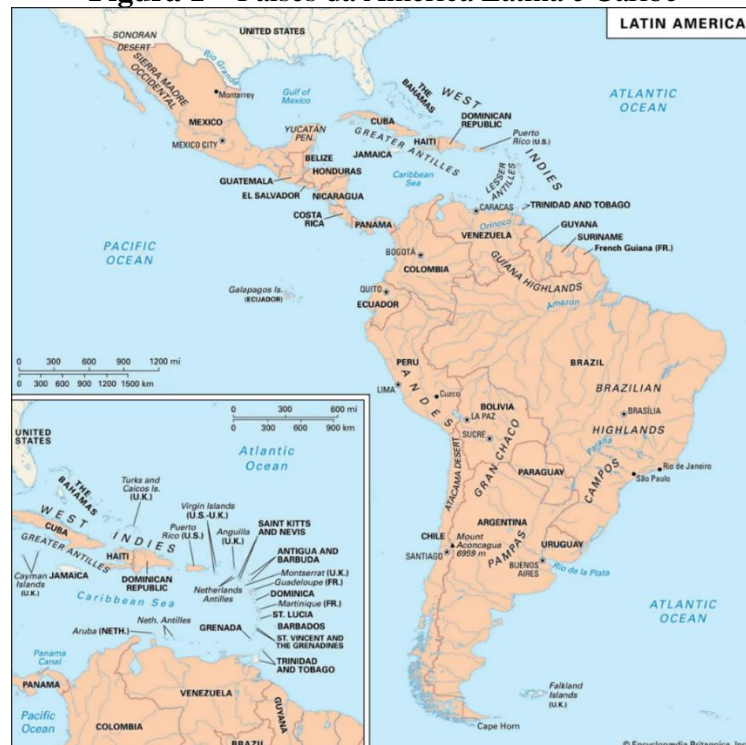 Figura 1 – Países da América Latina e Caribe
LATIN AMERICA
SONORAN
DESERT
UNITED STATES
Rio Grande
SIERRA MADRE
OCCIDENTAL
Monterrey
Gulf of
Mexico
THE
BAHAMAS
WEST
INDIES
ATLANTIC
OCEAN
MEXICO
MEXICO CITY
YUCATÁN
PEN.
CUBA
DOMINICAN
REPUBLIC
HAITI
Puerto
Rico (U.S.)
GREATER ANTILLES
JAMAICA
BELIZE
HONDURAS
GUATEMALA
EL SALVADOR
NICARAGUA
Caribbean
Sea
LESSER
ANTILLES
COSTA
RICA
PANAMA
CARACAS
TRINIDAD AND TOBAGO
Orinoco
VENEZUELA
GUYANA
SURINAME
French Guiana (FR.)
PACIFIC
OCEAN
BOGOTÁ
COLOMBIA
GUIANA HIGHLANDS
Galapagos Is.
(ECUADOR)
QUITO
ECUADOR
Amazon
0 300 600 1200 mi
0 300 600 900 1500 km
PERU
ANDES
LIMA
Cuzco
BRAZIL
BRAZILIAN
HIGHLANDS
BRASÍLIA
BOLIVIA
LA PAZ
SUCRE
ATACAMA DESERT
GRAN CHACO
PARAGUAY
Paraná
CAMPOS
Rio de Janeiro
São Paulo
CHILE
ARGENTINA
Mount
Aconcagua
6959 m
SANTIAGO
PAMPAS
URUGUAY
BUENOS
AIRES
Rio de la Plata
ATLANTIC
OCEAN
Falkland
Islands
(U.K.)
Cape Horn
© Encyclopædia Britannica, Inc.
0 300 600 mi
0 300 600 900 km
UNITED
STATES
Atlantic
Ocean
THE
BAHAMAS
Turks and
Caicos Is.
(U.K.)
WEST INDIES
CUBA
Virgin Islands
(U.S.-U.K.)
Puerto
Rico (U.S.)
Anguilla
(U.K.)
SAINT KITTS
AND NEVIS
ANTIGUA AND
BARBUDA
Montserrat (U.K.)
Guadeloupe (FR.)
DOMINICA
Martinique (FR.)
ST. LUCIA
BARBADOS
ST. VINCENT AND
THE GRENADINES
TRINIDAD
AND TOBAGO
GREATER ANTILLES
HAITI
Cayman
Islands
(U.K.)
JAMAICA
DOMINICAN
REPUBLIC
Netherlands
Antilles
Caribbean Sea
Aruba (NETH.)
Neth. Antilles
GRENADA
Panama
Canal
PANAMA
Pacific
Ocean
VENEZUELA
COLOMBIA
GUYANA
BRAZIL